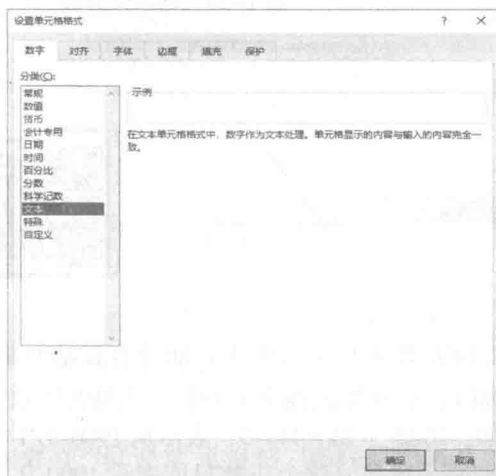 设置单元格格式
? ×
数字 对齐 字体 边框 填充 保护
分类(C):
常规
数值
货币
会计专用
日期
时间
百分比
分数
科学记数
文本
特殊
自定义
示例
在文本单元格格式中，数字作为文本处理。单元格显示的内容与输入的内容完全一
致。
确定 取消